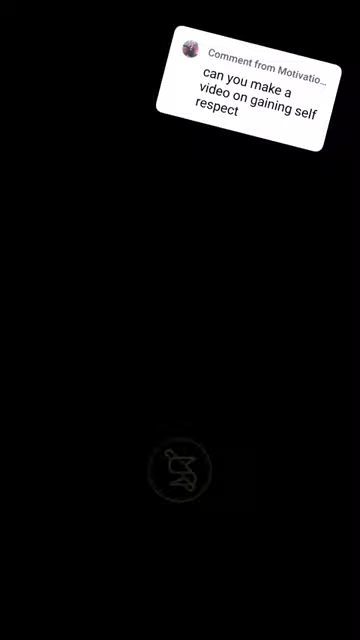 Comment from Motivatio...
can you make a
video on gaining self
respect